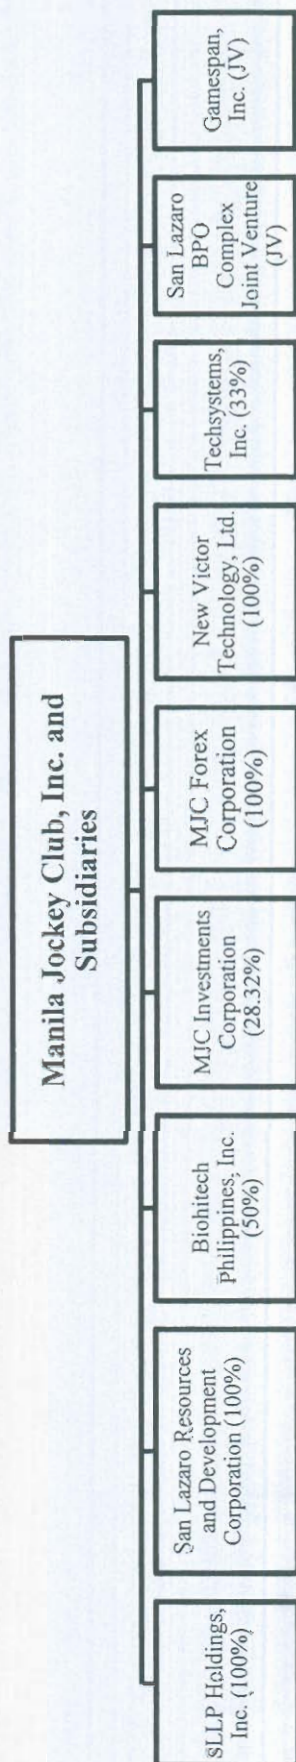 Manila Jockey Club, Inc. and
Subsidiaries
SLLP Holdings,
Inc. (100%)
San Lazaro Resources
and Development
Corporation (100%)
Biohitech
Philippines, Inc.
(50%)
MJC Investments
Corporation
(28.32%)
MJC Forex
Corporation
(100%)
New Victor
Technology, Ltd.
(100%)
Techsystems,
Inc. (33%)
San Lazaro
BPO
Complex
Joint Venture
(JV)
Gamespan,
Inc. (JV)